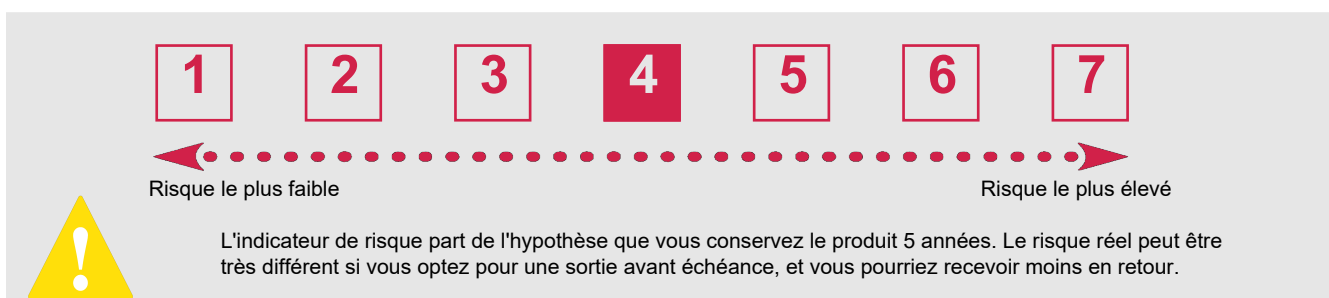 1 2 3 4 5 6 7
Risque le plus faible Risque le plus élevé
L'indicateur de risque part de l'hypothèse que vous conservez le produit 5 années. Le risque réel peut être
très différent si vous optez pour une sortie avant échéance, et vous pourriez recevoir moins en retour.